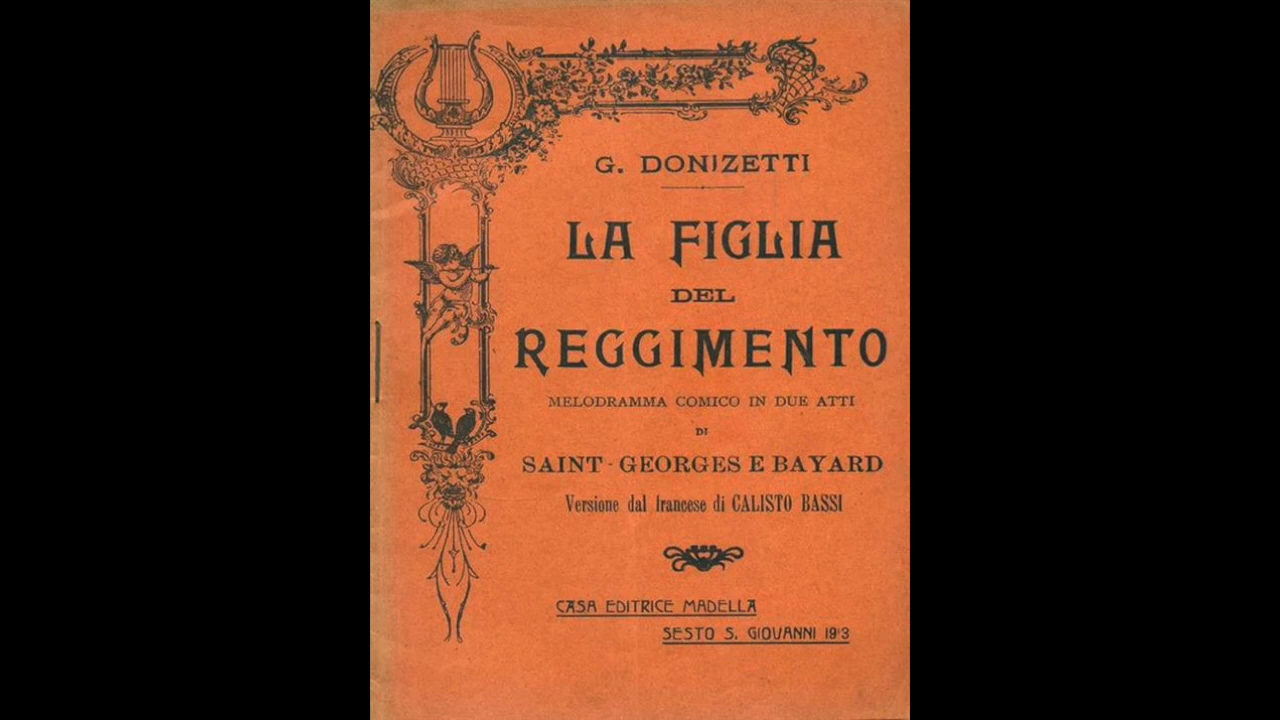 G. DONIZETTI
LA FIGLIA
DEL
REGGIMENTO
MELODRAMMA COMICO IN DUE ATTI
DI
SAINT-GEORGES E BAYARD
Versione dal francese di CALISTO BASSI
CASA EDITRICE MADELLA
SESTO S. GIOVANNI 1913